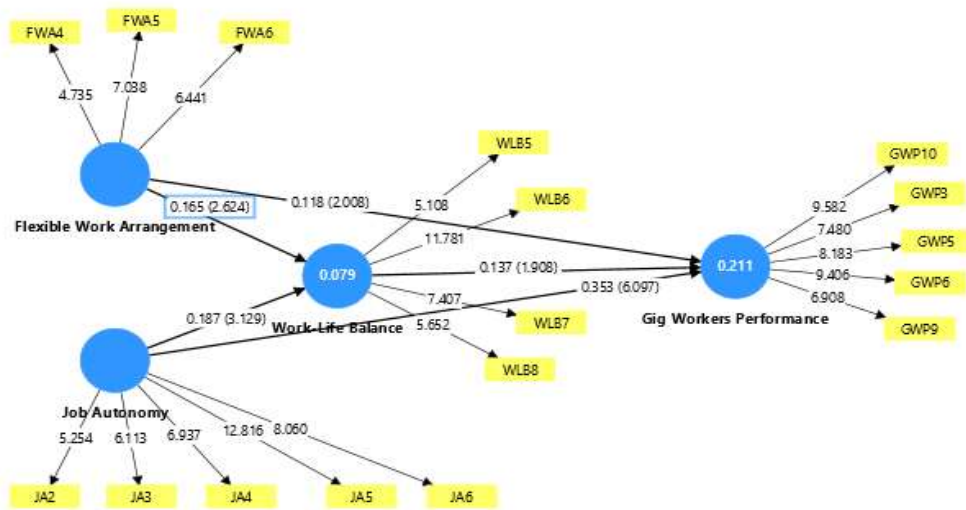 FWA4
FWA5
FWA6
4.735
7.038
6.441
Flexible Work Arrangement
0.165 (2.624)
0.118 (2.008)
WLB5
WLB6
WLB7
WLB8
5.108
11.781
7.407
5.652
0.079
Work-Life Balance
0.137 (1.908)
0.353 (6.097)
0.187 (3.129)
0.211
Gig Workers Performance
GWP10
GWP3
GWP5
GWP6
GWP9
9.582
7.480
8.183
9.406
6.908
Job Autonomy
5.254
6.113
6.937
12.816
8.060
JA2
JA3
JA4
JA5
JA6